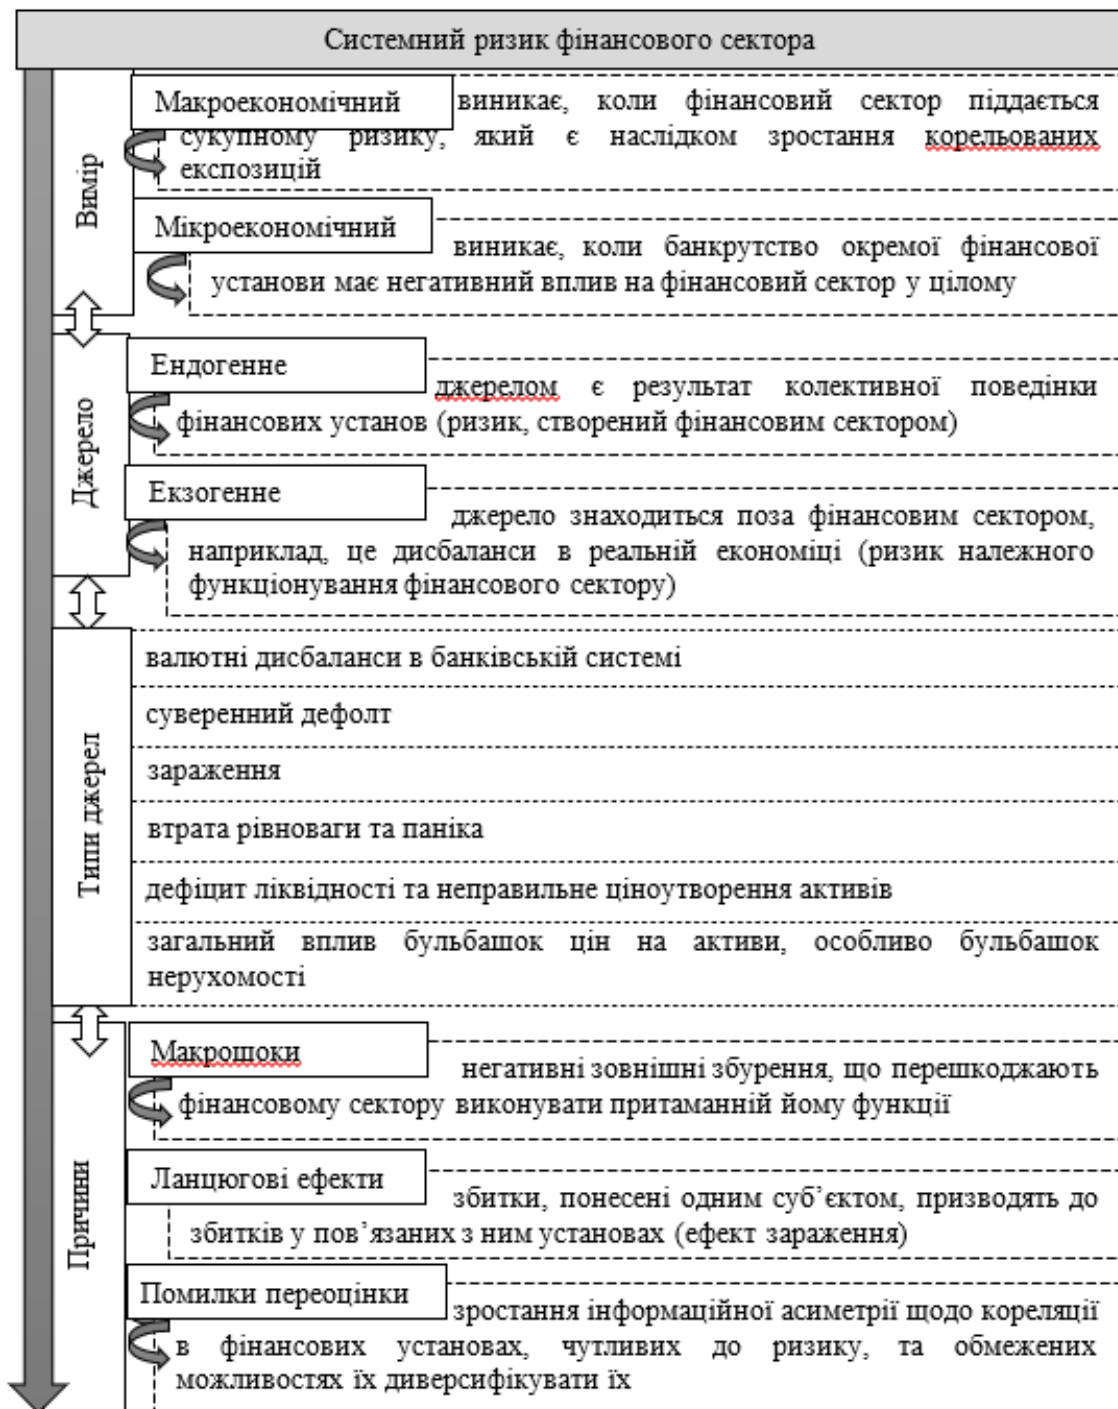 Системний ризик фінансового сектора
Вимір
Макроекономічний
виникає, коли фінансовий сектор піддається
сукупному ризику, який є наслідком зростання корельованих
експозицій
Мікроекономічний
виникає, коли банкрутство окремої фінансової
установи має негативний вплив на фінансовий сектор у цілому
Джерело
Ендогенне
джерелом є результат колективної поведінки
фінансових установ (ризик, створений фінансовим сектором)
Екзогенне
джерело знаходиться поза фінансовим сектором,
наприклад, це дисбаланси в реальній економіці (ризик належного
функціонування фінансового сектору)
Типи джерел
валютні дисбаланси в банківській системі
суверенний дефолт
зараження
втрата рівноваги та паніка
дефіцит ліквідності та неправильне ціноутворення активів
загальний вплив бульбашок цін на активи, особливо бульбашок
нерухомості
Причини
Макрошоки
негативні зовнішні збурення, що перешкоджають
фінансовому сектору виконувати притаманній йому функції
Ланцюгові ефекти
збитки, понесені одним суб’єктом, призводять до
збитків у пов’язаних з ним установах (ефект зараження)
Помилки переоцінки
зростання інформаційної асиметрії щодо кореляції
в фінансових установах, чутливих до ризику, та обмежених
можливостях їх диверсифікувати їх